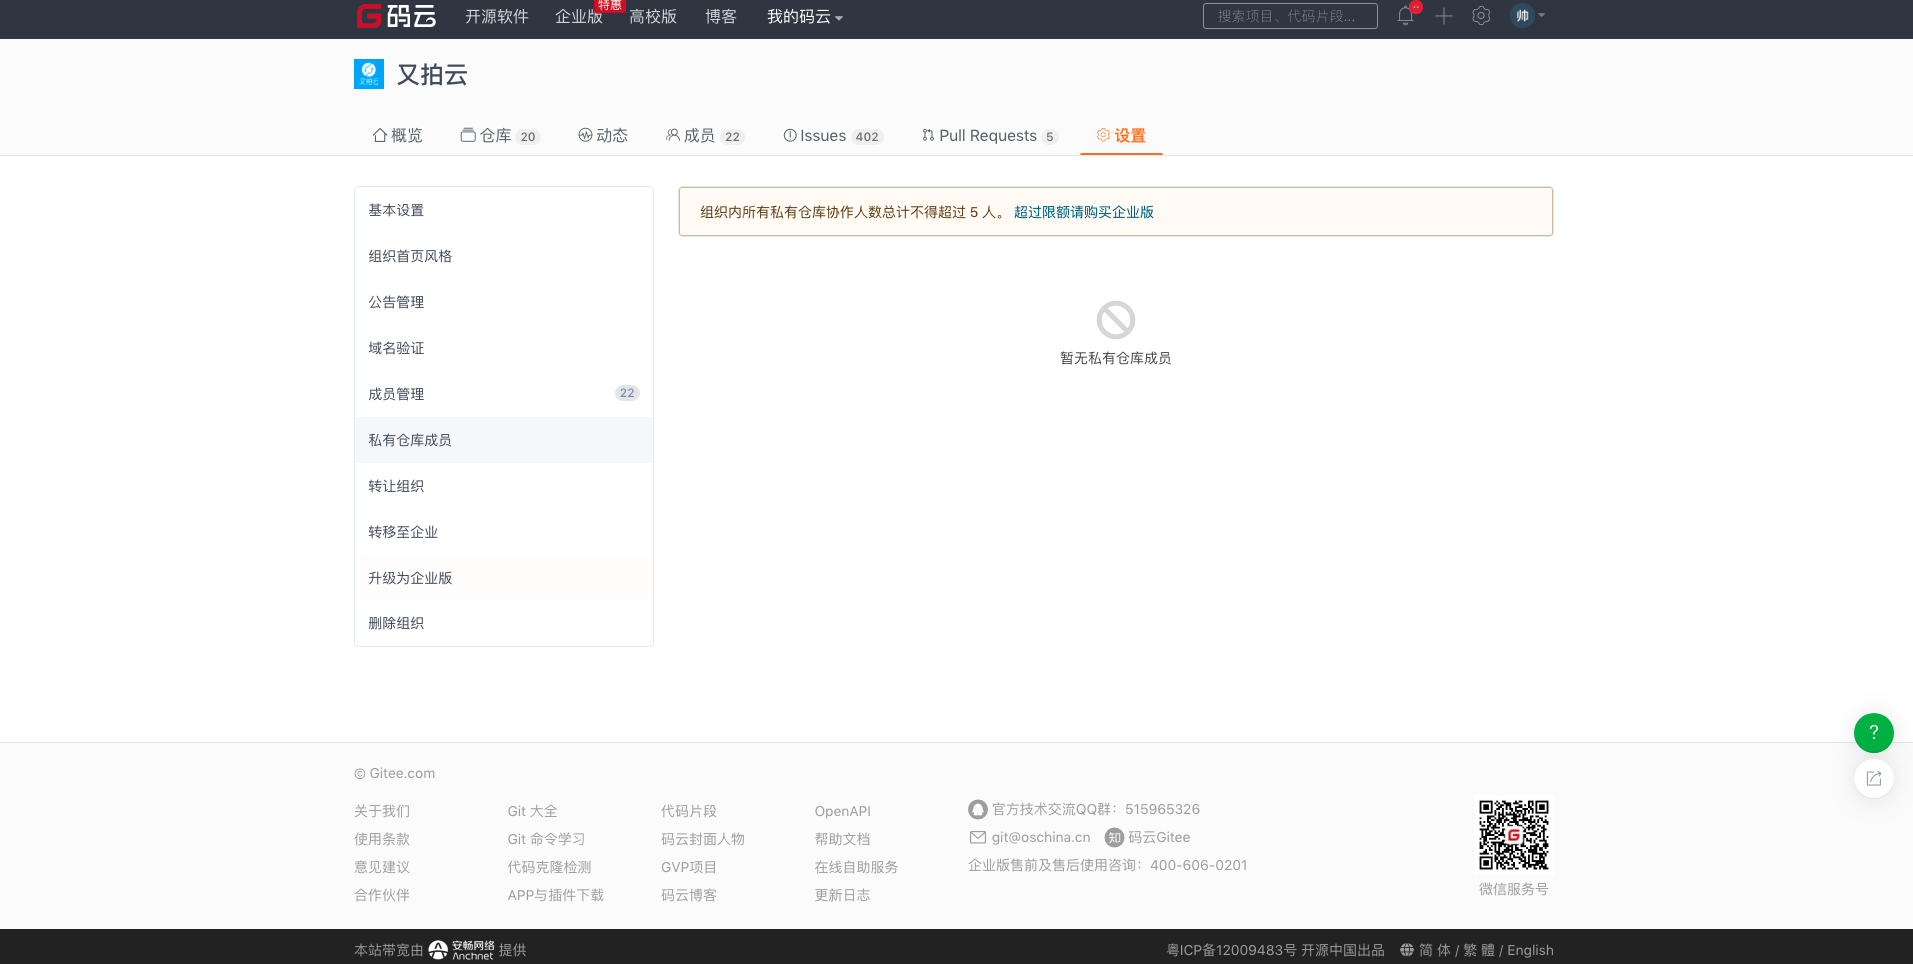 G码云 开源软件 企业版 特惠 高校版 博客 我的码云 搜索项目、代码片段... 帅
又拍云 又拍云
概览 仓库 20 动态 成员 22 Issues 402 Pull Requests 5 设置
基本设置
组织首页风格
公告管理
域名验证
成员管理 22
私有仓库成员
转让组织
转移至企业
升级为企业版
删除组织
组织内所有私有仓库协作人数总计不得超过 5 人。 超过限额请购买企业版
暂无私有仓库成员
?
© Gitee.com
关于我们
使用条款
意见建议
合作伙伴
Git 大全
Git 命令学习
代码克隆检测
APP与插件下载
代码片段
码云封面人物
GVP项目
码云博客
OpenAPI
帮助文档
在线自助服务
更新日志
官方技术交流QQ群：515965326
git@oschina.cn 知 码云Gitee
企业版售前及售后使用咨询：400-606-0201
G
微信服务号
本站带宽由 安畅网络 Anchnet 提供
粤ICP备12009483号 开源中国出品 简 体 / 繁 體 / English